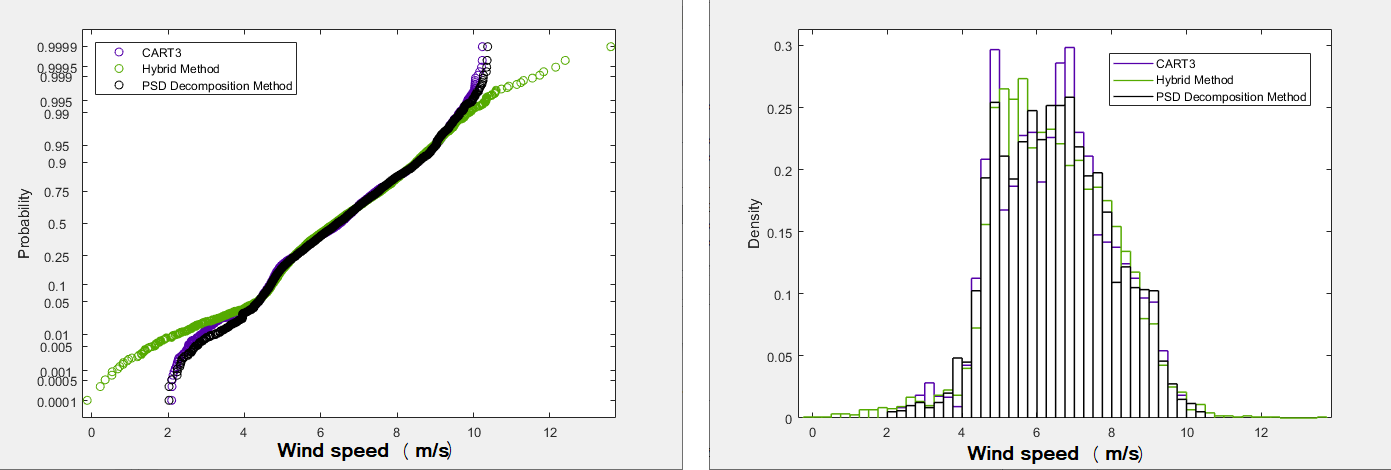 0.9999
0.9995
0.999
0.995
0.99
0.95
0.9
0.75
0.5
0.25
0.1
0.05
0.01
0.005
0.001
0.0005
0.0001
Probability
CART3
Hybrid Method
PSD Decomposition Method
0 2 4 6 8 10 12
Wind speed ( m/s)
0.3
0.25
0.2
0.15
0.1
0.05
0
Density
CART3
Hybrid Method
PSD Decomposition Method
0 2 4 6 8 10 12
Wind speed ( m/s)